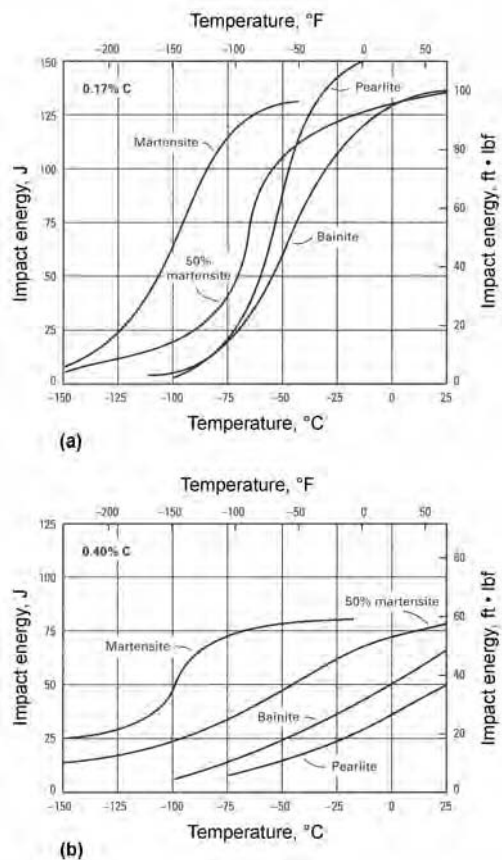 Temperature, °F
−200 −150 −100 −50 0 50
150
125
100
75
50
25
0
Impact energy, J
0.17% C
Martensite
Pearlite
50%
martensite
Bainite
100
80
60
40
20
0
Impact energy, ft • lbf
−150 −125 −100 −75 −50 −25 0 25
Temperature, °C
(a)
Temperature, °F
−200 −150 −100 −50 0 50
125
100
75
50
25
0
Impact energy, J
0.40% C
50% martensite
Martensite
Bainite
Pearlite
60
40
20
0
Impact energy, ft • lbf
−150 −125 −100 −75 −50 −25 0 25
Temperature, °C
(b)